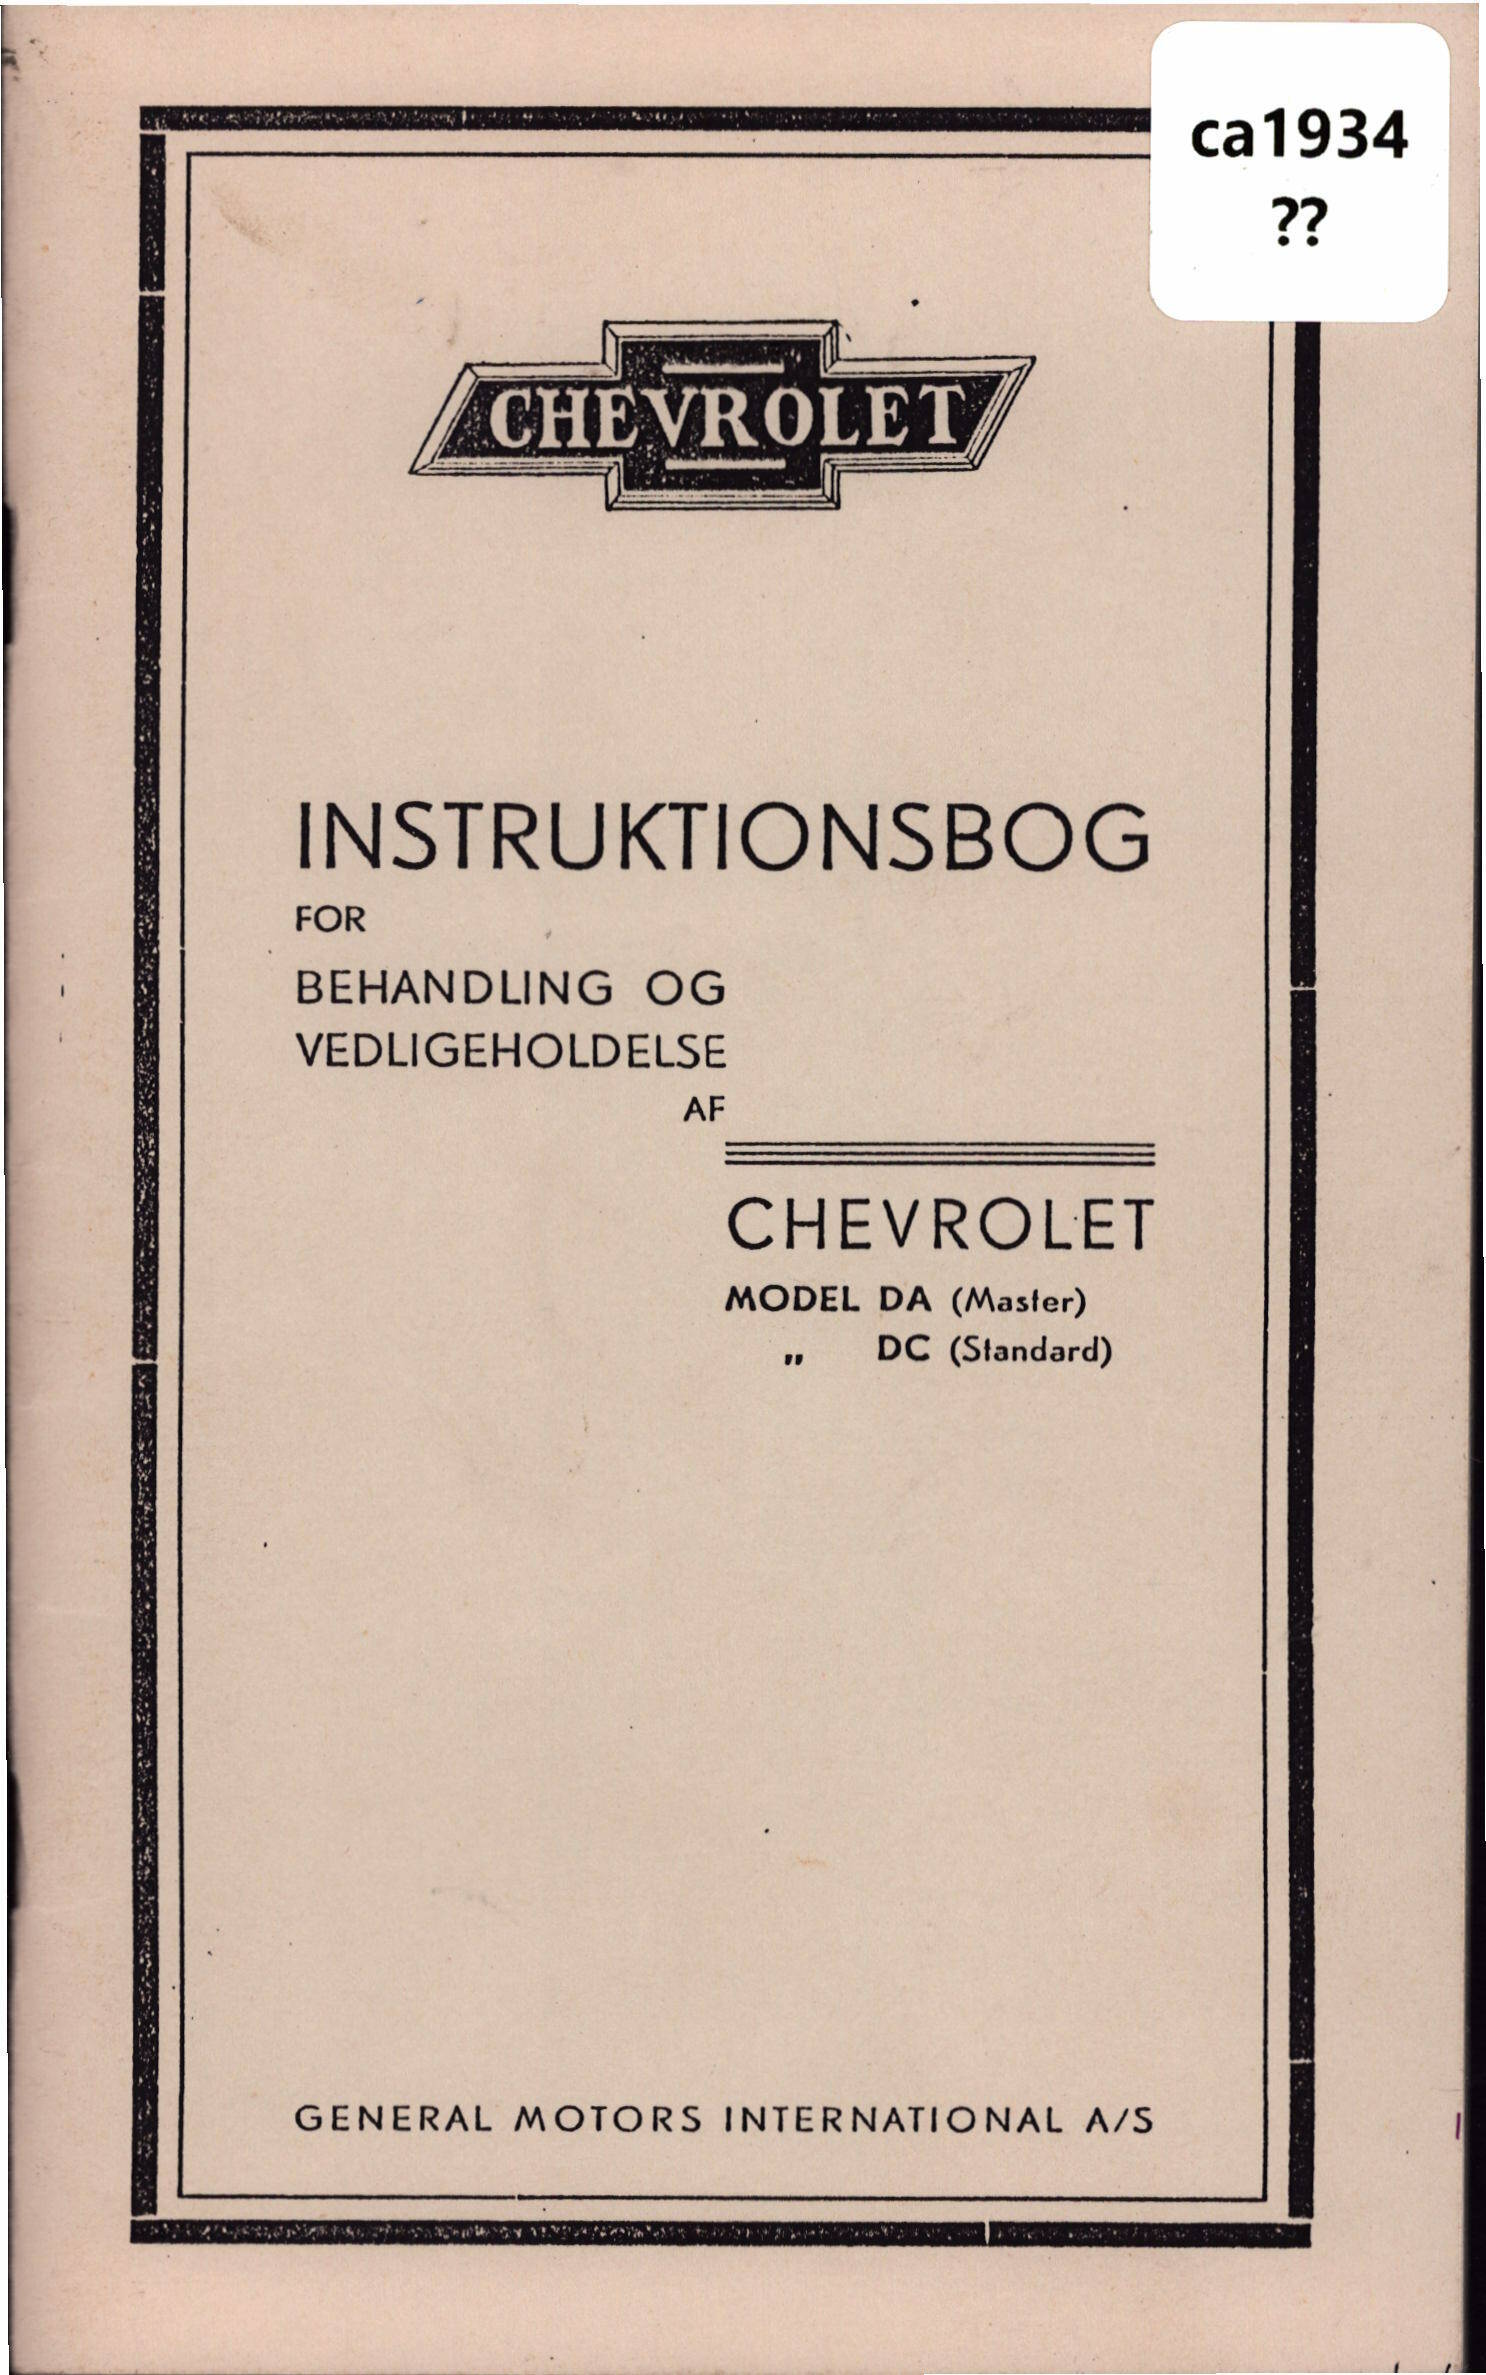 ca1934
??
CHEVROLET
INSTRUKTIONSBOG
FOR
BEHANDLING OG
VEDLIGEHOLDELSE
AF
CHEVROLET
MODEL DA (Master)
„ DC (Standard)
GENERAL MOTORS INTERNATIONAL A/S